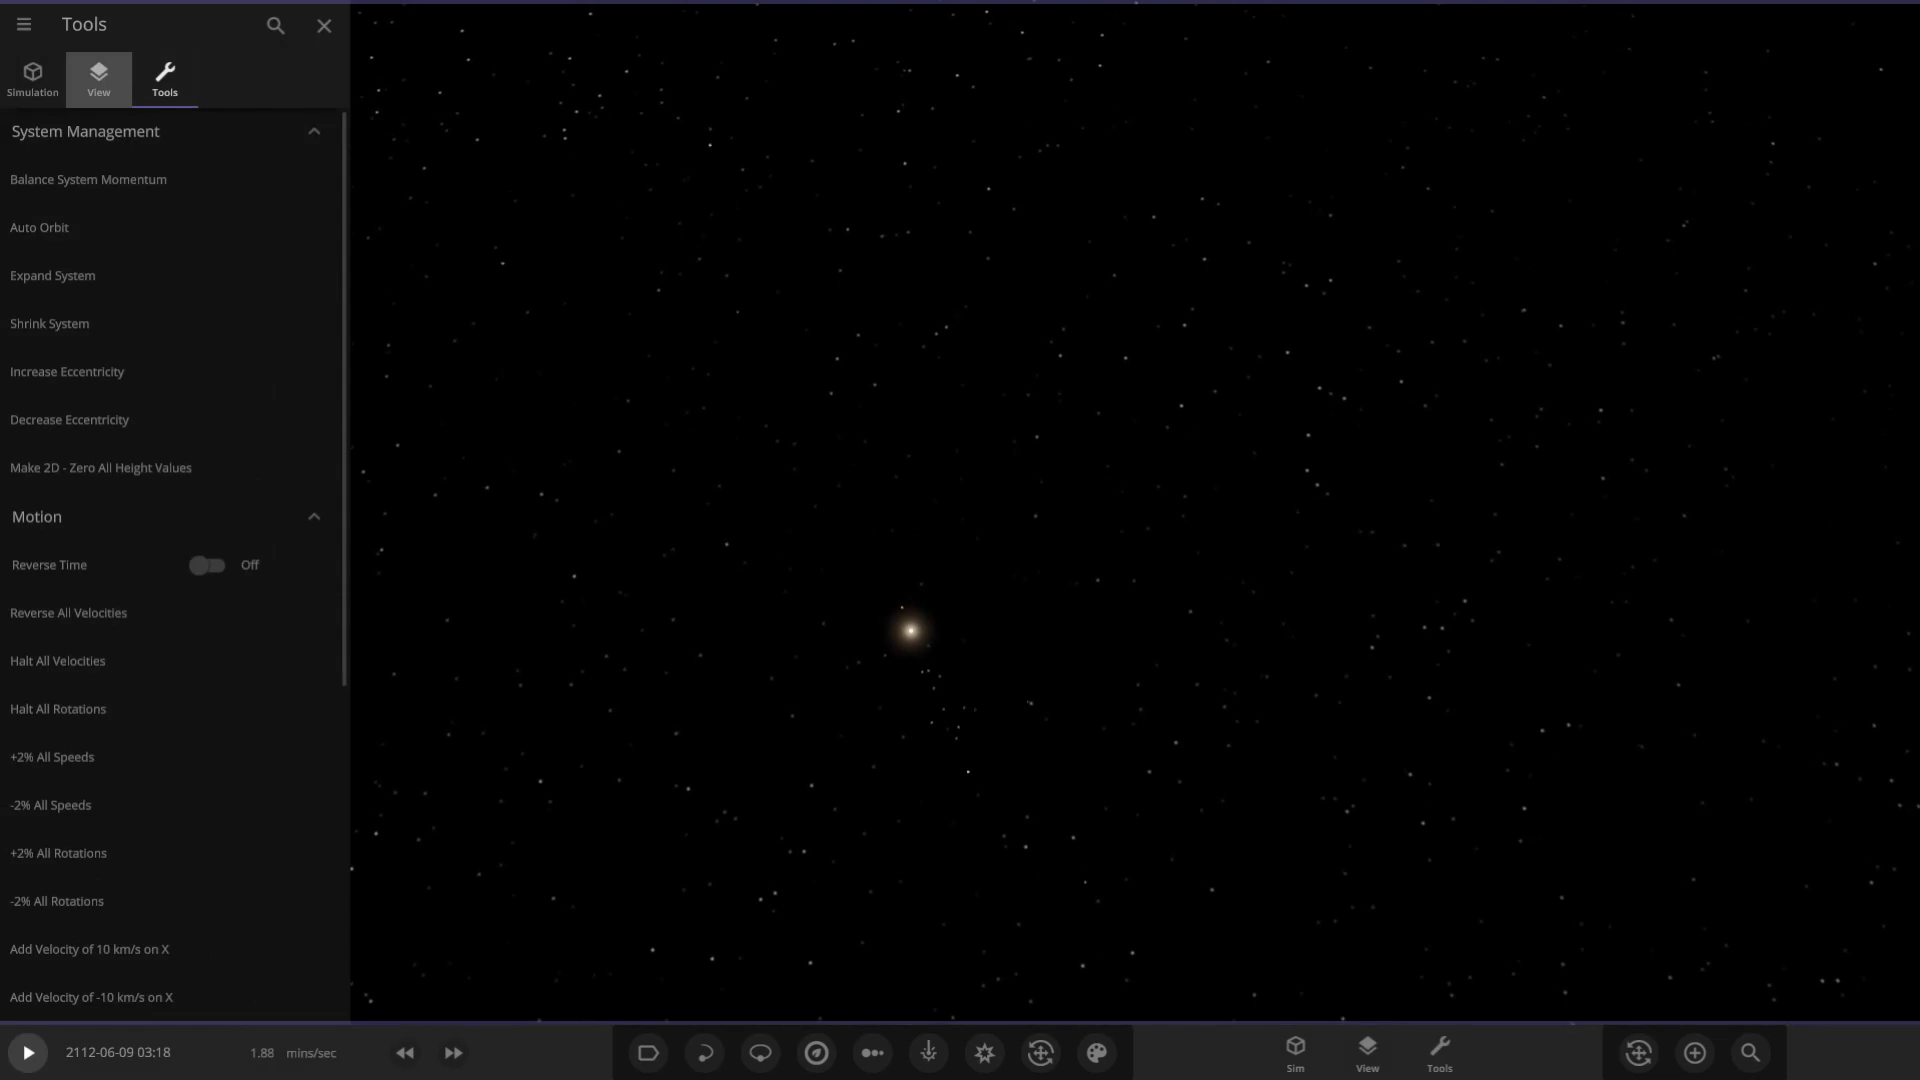 Tools
Simulation
View
Tools
System Management
Balance System Momentum
Auto Orbit
Expand System
Shrink System
Increase Eccentricity
Decrease Eccentricity
Make 2D - Zero All Height Values
Motion
Reverse Time Off
Reverse All Velocities
Halt All Velocities
Halt All Rotations
+2% All Speeds
-2% All Speeds
+2% All Rotations
-2% All Rotations
Add Velocity of 10 km/s on X
Add Velocity of -10 km/s on X
2112-06-09 03:18 1.88 mins/sec
Sim View Tools